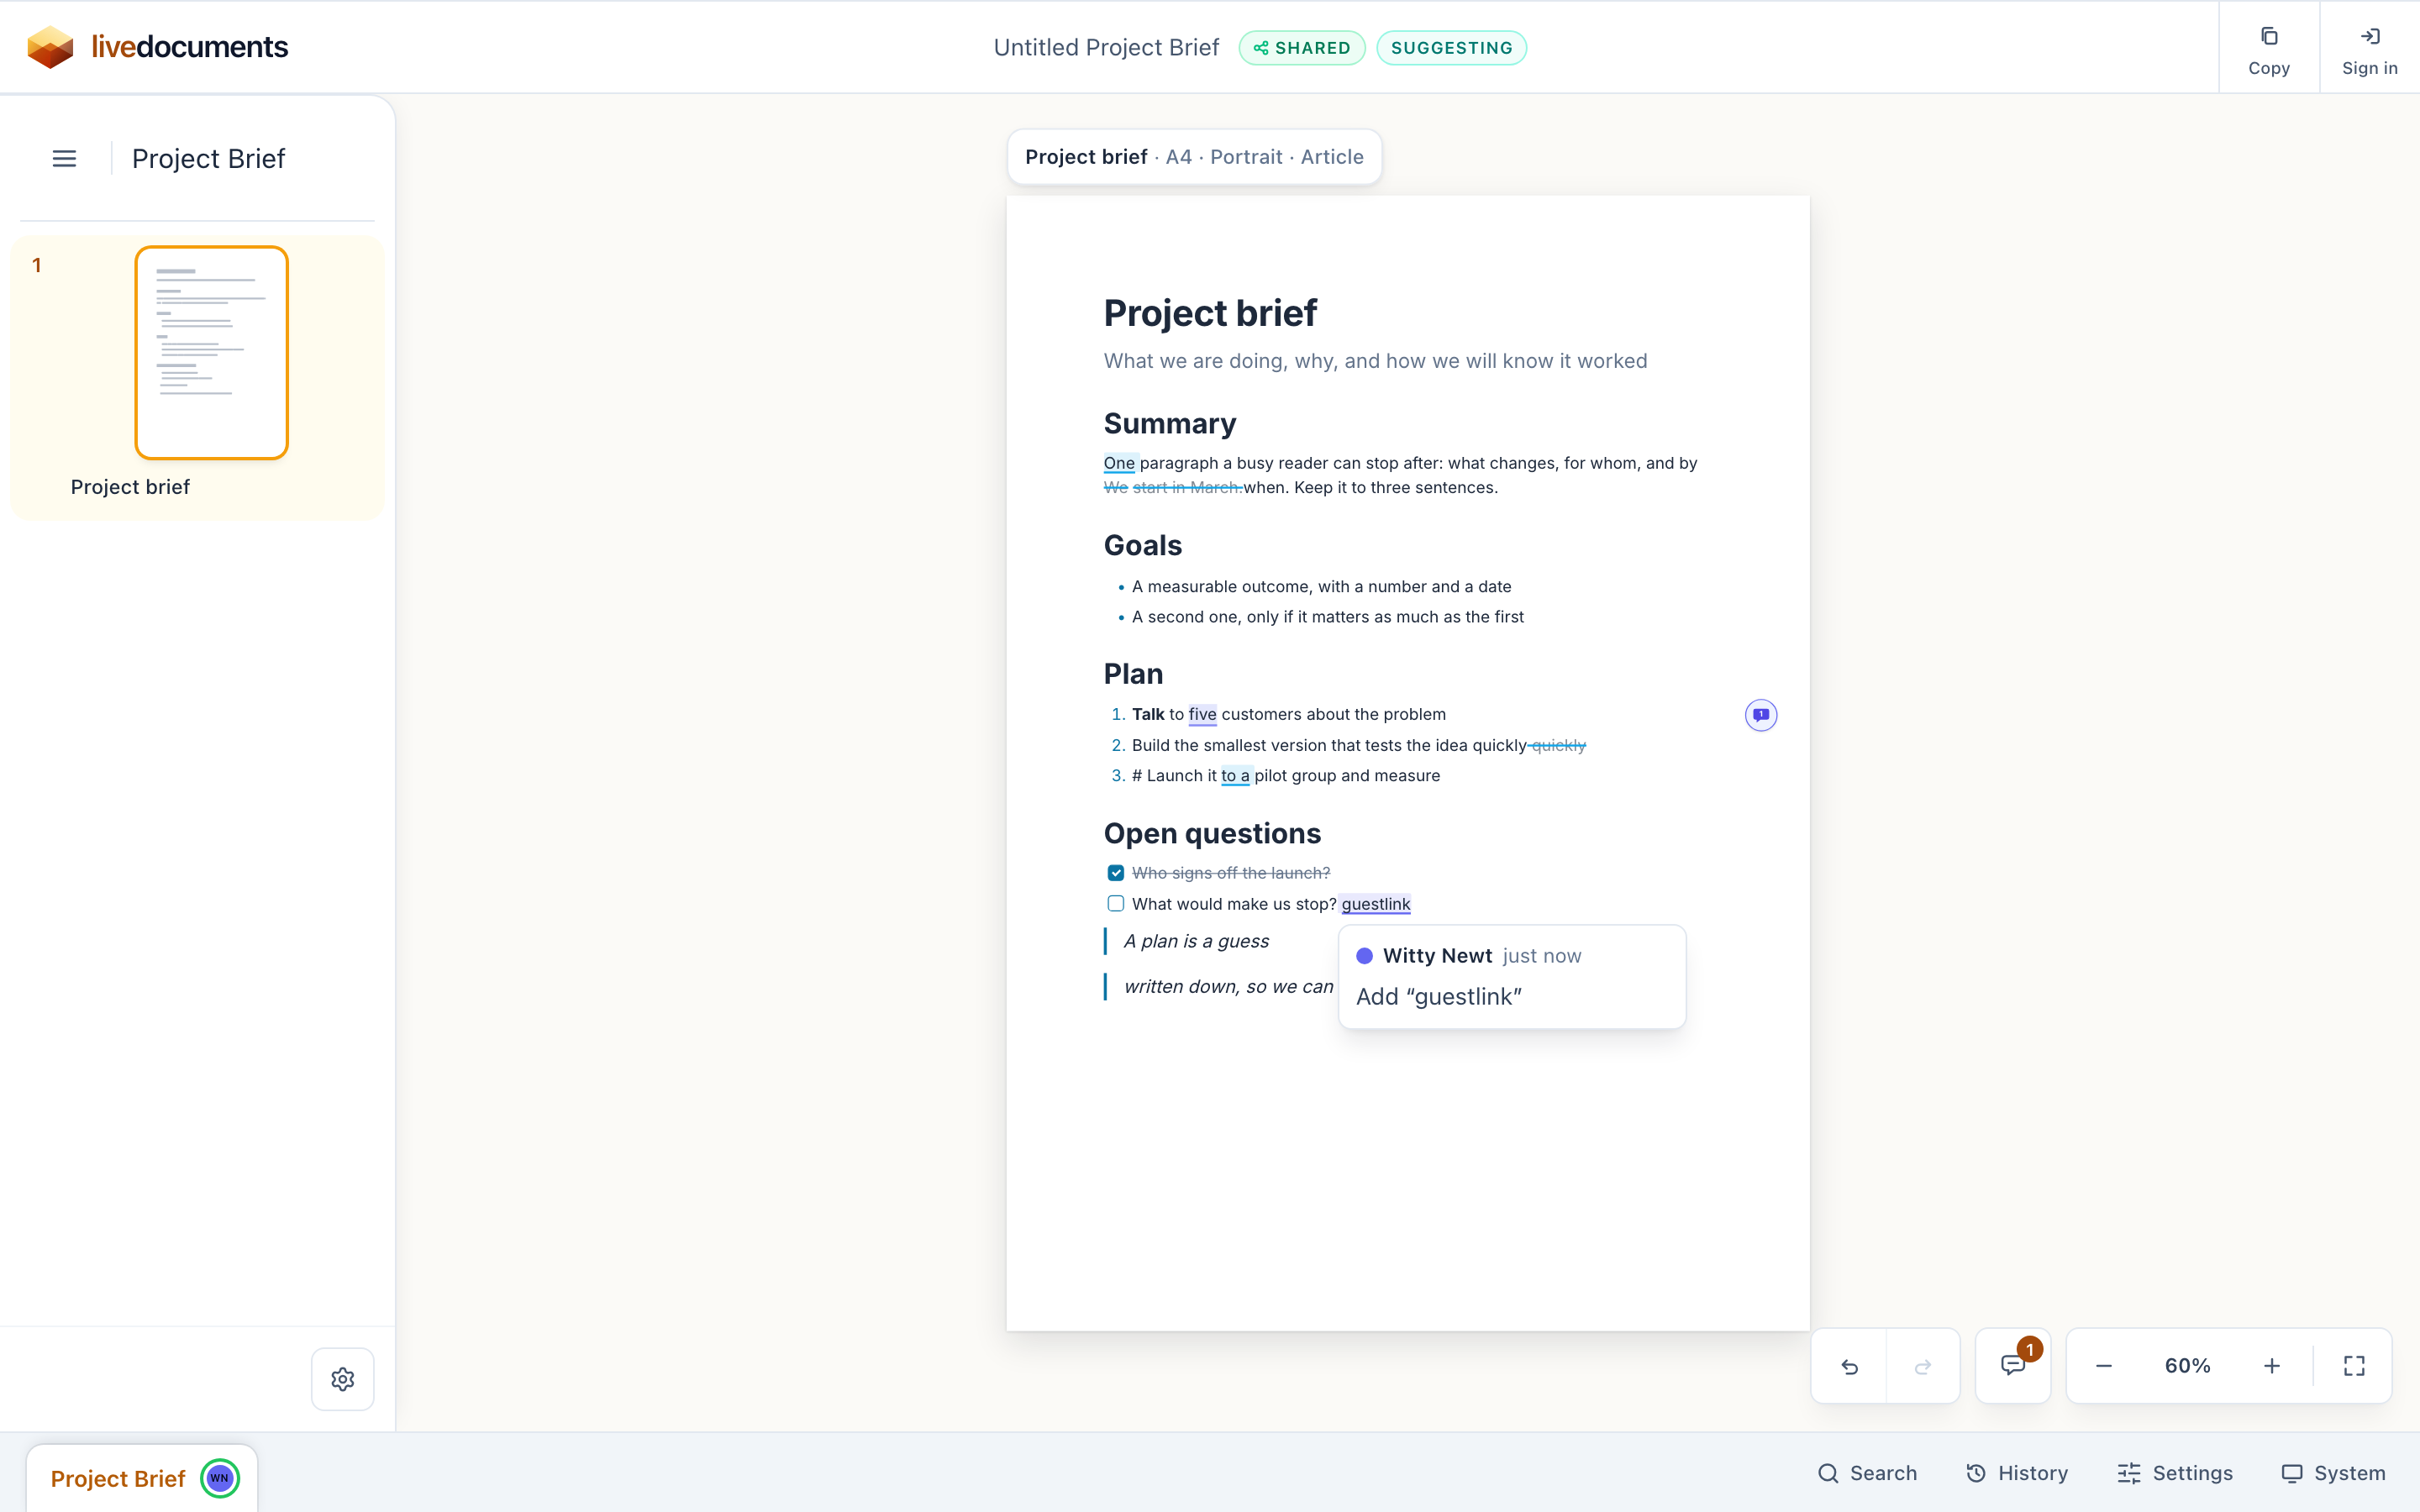 livedocuments
Untitled Project Brief SHARED SUGGESTING
Copy
Sign in
Project Brief
1
Project brief
Project brief · A4 · Portrait · Article
Project brief
What we are doing, why, and how we will know it worked
Summary
One paragraph a busy reader can stop after: what changes, for whom, and by
We start in March.when. Keep it to three sentences.
Goals
• A measurable outcome, with a number and a date
• A second one, only if it matters as much as the first
Plan
1. Talk to five customers about the problem
1
2. Build the smallest version that tests the idea quickly quickly
3. # Launch it to a pilot group and measure
Open questions
Who signs off the launch?
What would make us stop? guestlink
A plan is a guess
written down, so we can
Witty Newt just now
Add “guestlink”
1
60%
Project Brief WN
Search
History
Settings
System